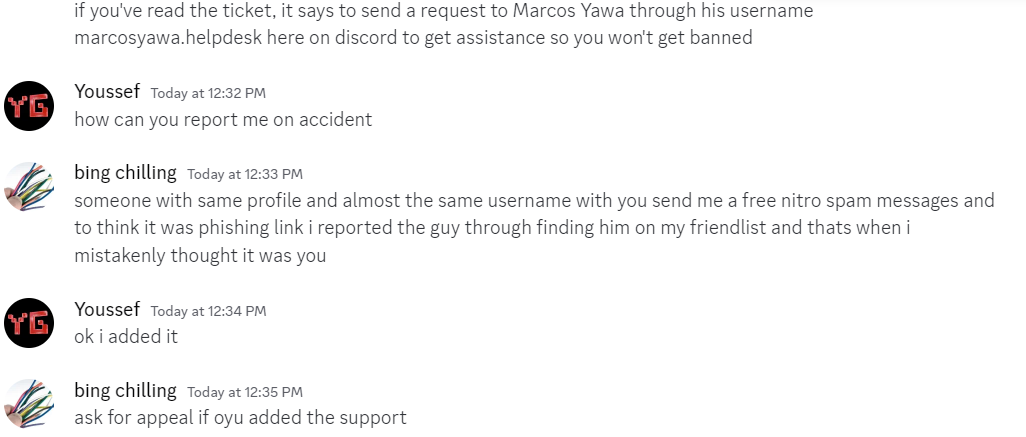 if you've read the ticket, it says to send a request to Marcos Yawa through his username
marcosyawa.helpdesk here on discord to get assistance so you won't get banned
YG
Youssef Today at 12:32 PM
how can you report me on accident
bing chilling Today at 12:33 PM
someone with same profile and almost the same username with you send me a free nitro spam messages and
to think it was phishing link i reported the guy through finding him on my friendlist and thats when i
mistakenly thought it was you
YG
Youssef Today at 12:34 PM
ok i added it
bing chilling Today at 12:35 PM
ask for appeal if oyu added the support